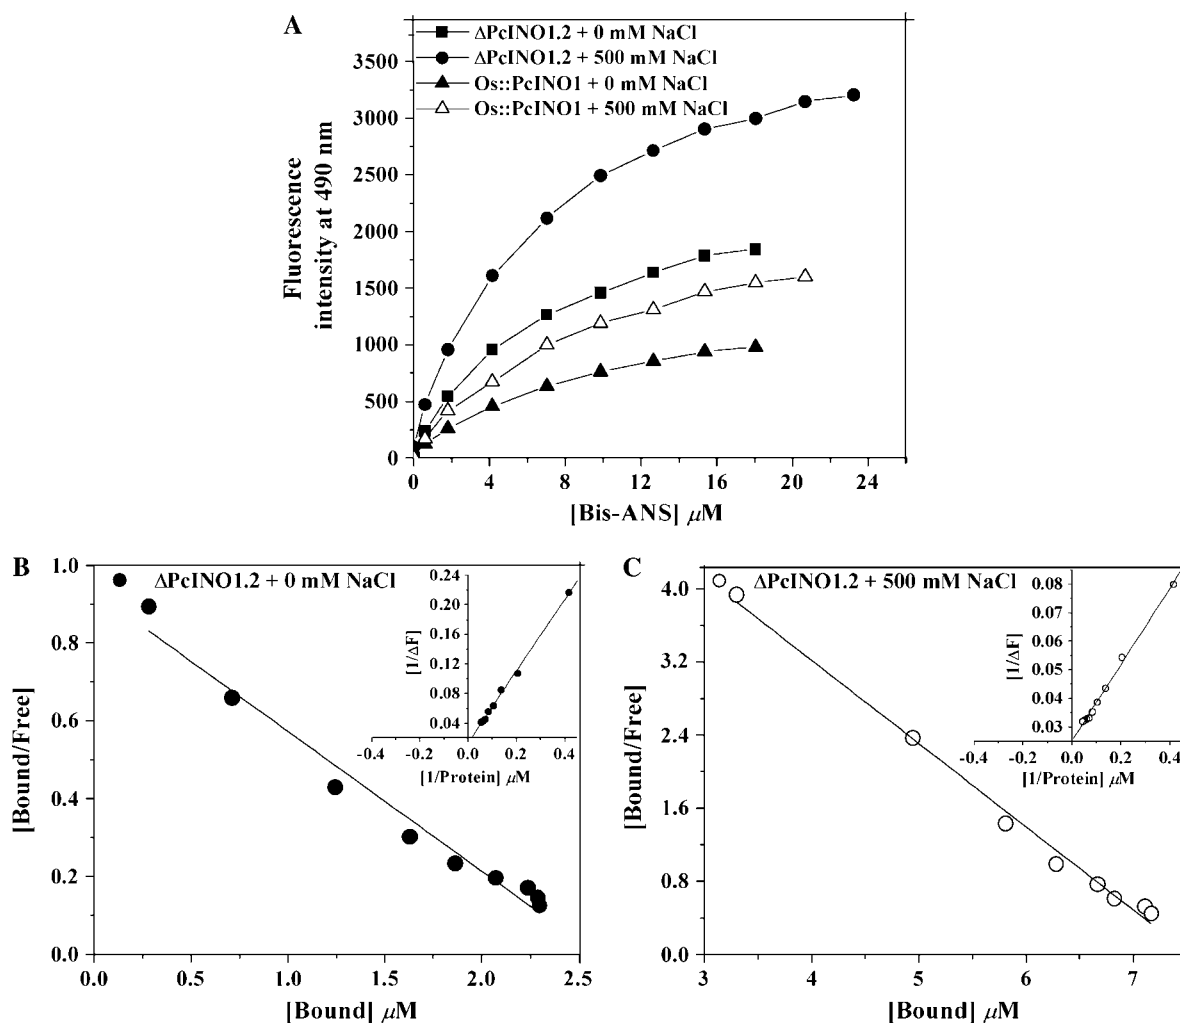 A
ΔPcINO1.2 + 0 mM NaCl
ΔPcINO1.2 + 500 mM NaCl
Os::PcINO1 + 0 mM NaCl
Os::PcINO1 + 500 mM NaCl
3500
3000
2500
2000
1500
1000
500
0
Fluorescence
intensity at 490 nm
0 4 8 12 16 20 24
[Bis-ANS] μM
B
ΔPcINO1.2 + 0 mM NaCl
1.0
0.8
0.6
0.4
0.2
0.0
[Bound/Free]
0.0 0.5 1.0 1.5 2.0 2.5
[Bound] μM
0.24
0.20
0.16
0.12
0.08
0.04
[1/ΔF]
-0.4 -0.2 0.0 0.2 0.4
[1/Protein] μM
C
ΔPcINO1.2 + 500 mM NaCl
4.0
3.2
2.4
1.6
0.8
0.0
[Bound/Free]
3 4 5 6 7
[Bound] μM
0.08
0.07
0.06
0.05
0.04
0.03
[1/ΔF]
-0.4 -0.2 0.0 0.2 0.4
[1/Protein] μM